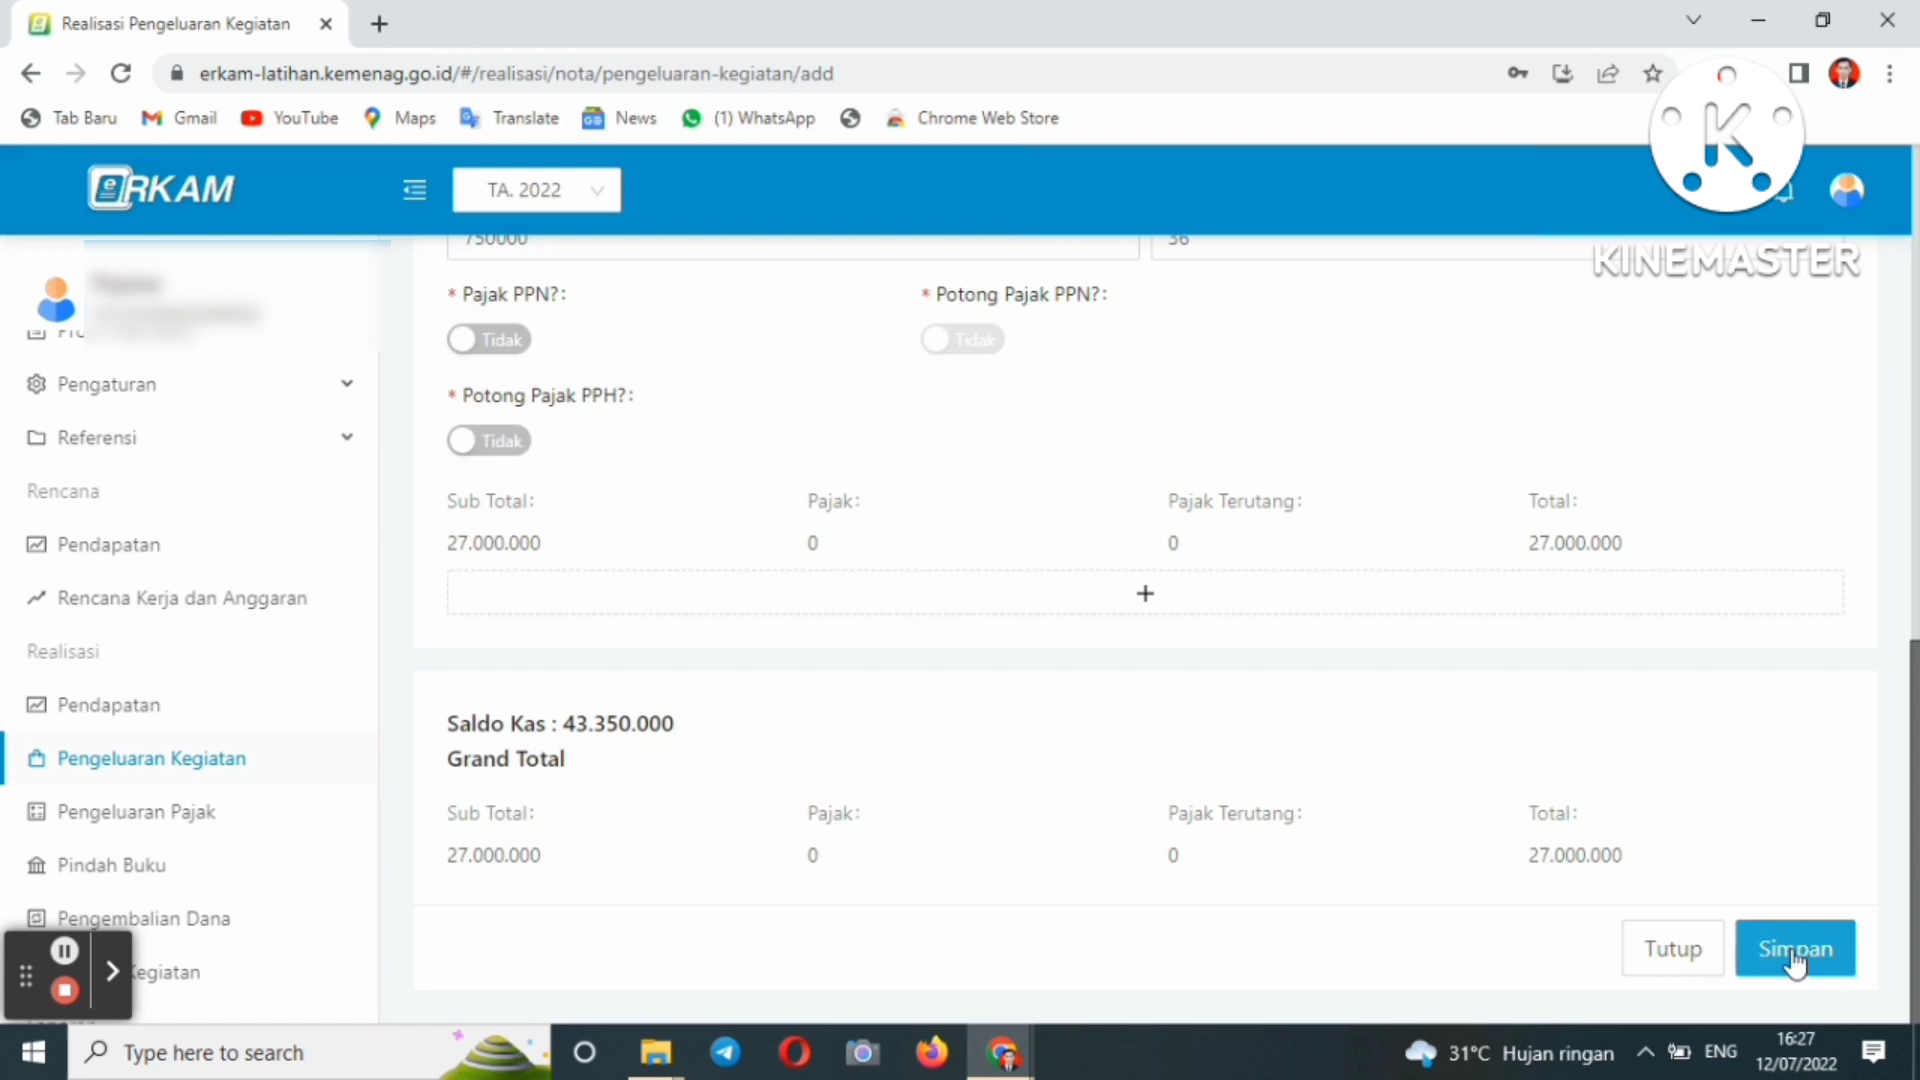 Realisasi Pengeluaran Kegiatan
erkam-latihan.kemenag.go.id/#/realisasi/nota/pengeluaran-kegiatan/add
Tab Baru
Gmail
YouTube
Maps
Translate
News
(1) WhatsApp
Chrome Web Store
eRKAM
TA. 2022
K
KINEMASTER
750000
36
* Pajak PPN?:
* Potong Pajak PPN?:
Tidak
Tidak
* Potong Pajak PPH?:
Tidak
Sub Total:
Pajak:
Pajak Terutang:
Total:
27.000.000
0
0
27.000.000
+
Saldo Kas : 43.350.000
Grand Total
Sub Total:
Pajak:
Pajak Terutang:
Total:
27.000.000
0
0
27.000.000
Tutup
Simpan
Pengaturan
Referensi
Rencana
Pendapatan
Rencana Kerja dan Anggaran
Realisasi
Pendapatan
Pengeluaran Kegiatan
Pengeluaran Pajak
Pindah Buku
Pengembalian Dana
Kegiatan
Type here to search
31°C Hujan ringan
ENG
16:27
12/07/2022